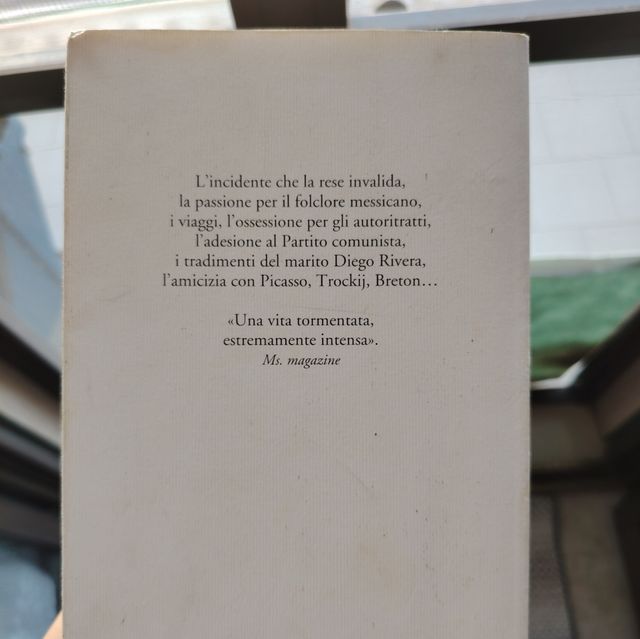 L'incidente che la rese invalida,
la passione per il folclore messicano,
i viaggi, l'ossessione per gli autoritratti,
l'adesione al Partito comunista,
i tradimenti del marito Diego Rivera,
l'amicizia con Picasso, Trockij, Breton…
«Una vita tormentata,
estremamente intensa».
Ms. magazine